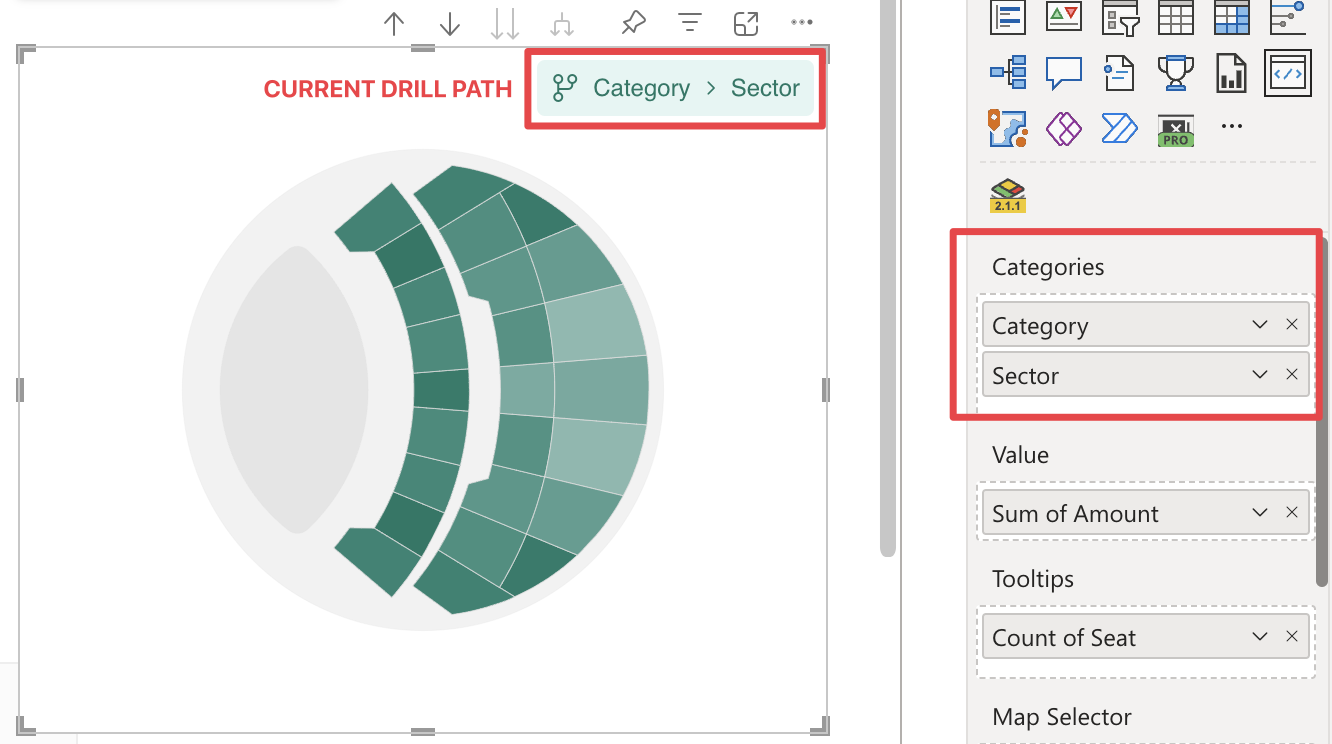 CURRENT DRILL PATH
Category > Sector
PRO
2.1.1
Categories
Category
Sector
Value
Sum of Amount
Tooltips
Count of Seat
Map Selector